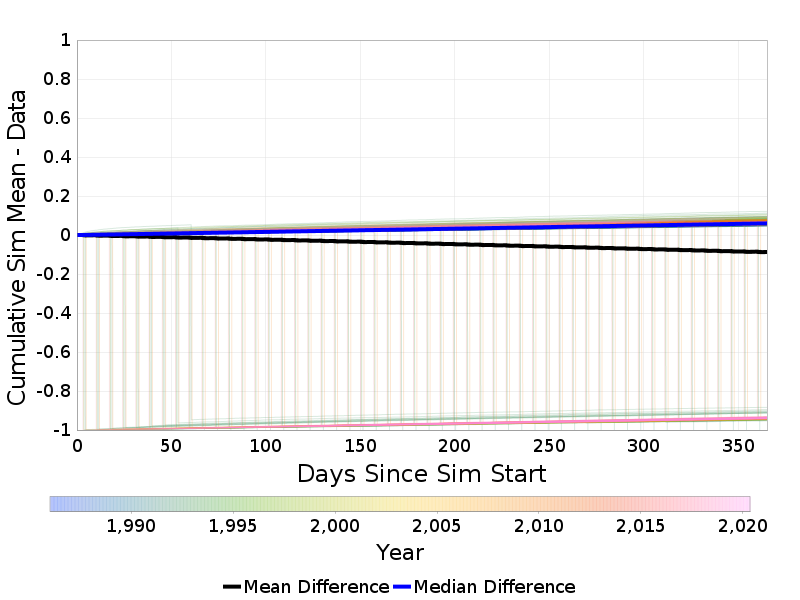 Cumulative Sim Mean - Data
1
0.8
0.6
0.4
0.2
0
-0.2
-0.4
-0.6
-0.8
-1
0 50 100 150 200 250 300 350
Days Since Sim Start
1,990 1,995 2,000 2,005 2,010 2,015 2,020
Year
Mean Difference Median Difference